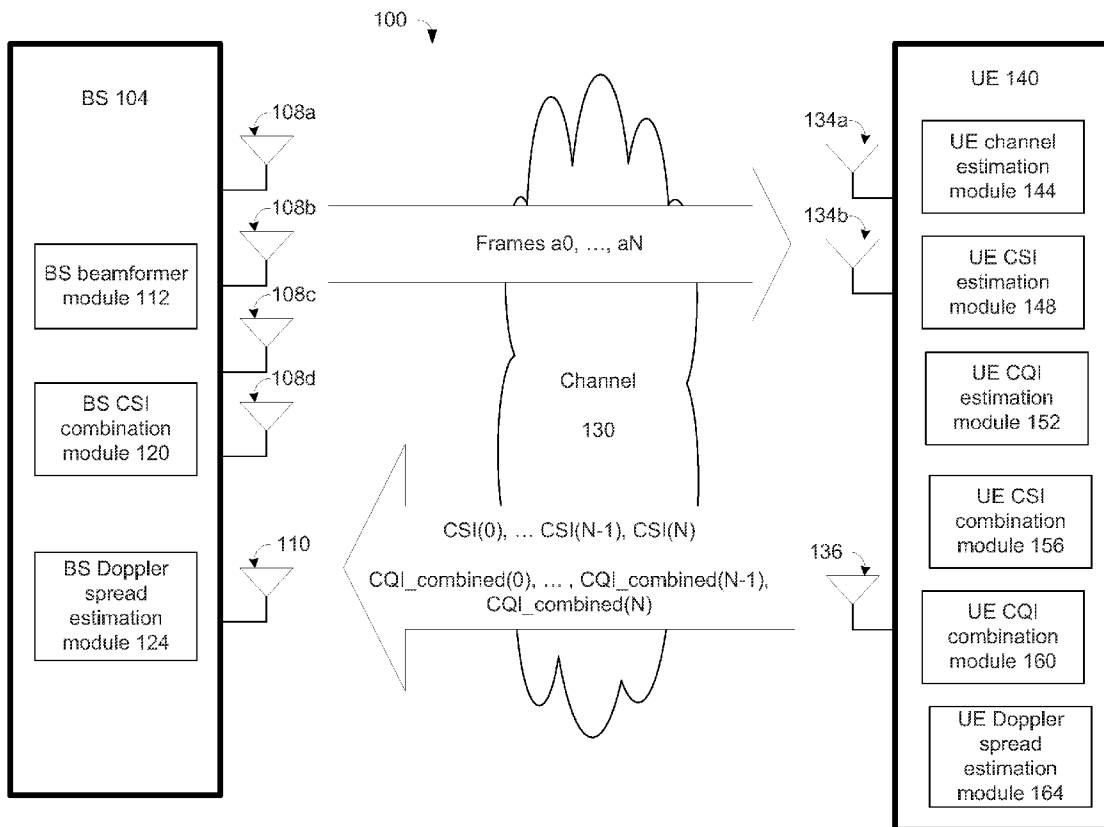 100
BS 104
108a
108b
BS beamformer
module 112
108c
108d
BS CSI
combination
module 120
110
BS Doppler
spread
estimation
module 124
Frames a0, ..., aN
Channel
130
CSI(0), ... CSI(N-1), CSI(N)
CQI_combined(0), ... , CQI_combined(N-1),
CQI_combined(N)
134a
134b
136
UE 140
UE channel
estimation
module 144
UE CSI
estimation
module 148
UE CQI
estimation
module 152
UE CSI
combination
module 156
UE CQI
combination
module 160
UE Doppler
spread
estimation
module 164